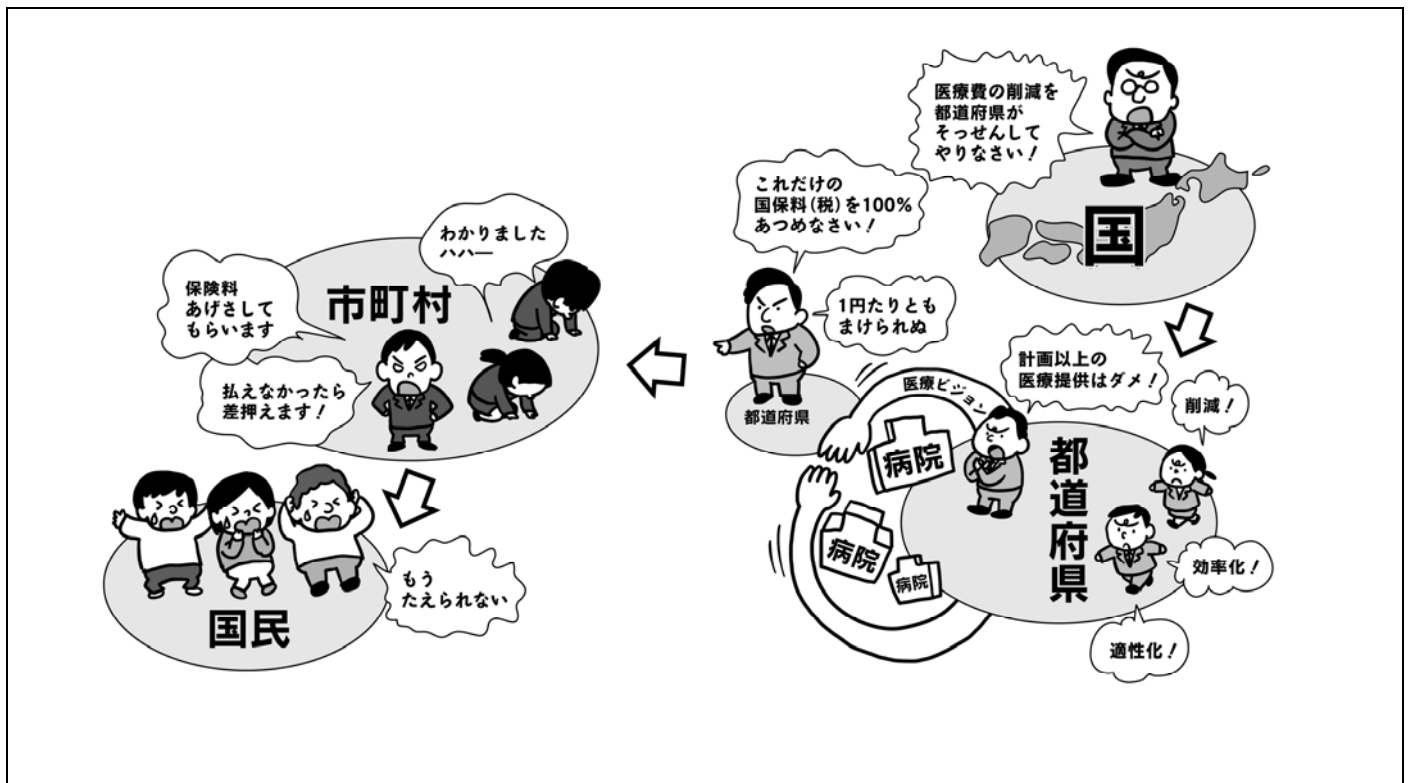 医療費の削減を
都道府県が
そっせんして
やりなさい！
国
これだけの
国保料（税）を100％
あつめなさい！
1円たりとも
まけられぬ
都道府県
計画以上の
医療提供はダメ！
医療ビジョン
病院
病院
病院
都道府県
削減！
効率化！
適性化！
わかりました
ハハー
市町村
保険料
あげさして
もらいます
払えなかったら
差押えます！
もう
たえられない
国民